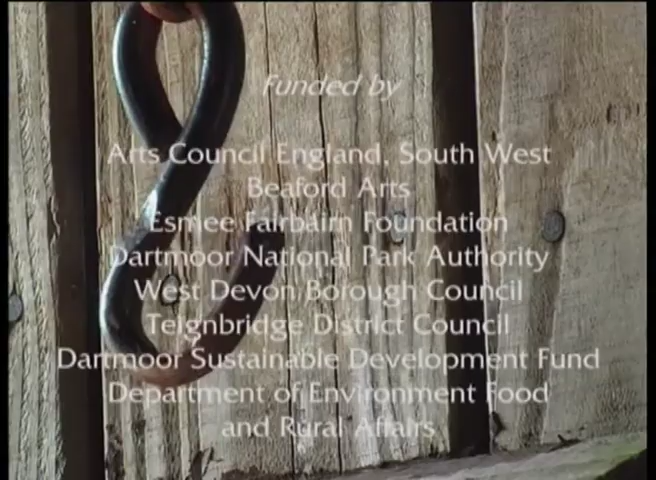 funded by
Arts Council England, South West
Beaford Arts
Esmee Fairbairn Foundation
Dartmoor National Park Authority
West Devon Borough Council
Teignbridge District Council
Dartmoor Sustainable Development Fund
Department of Environment Food
and Rural Affairs